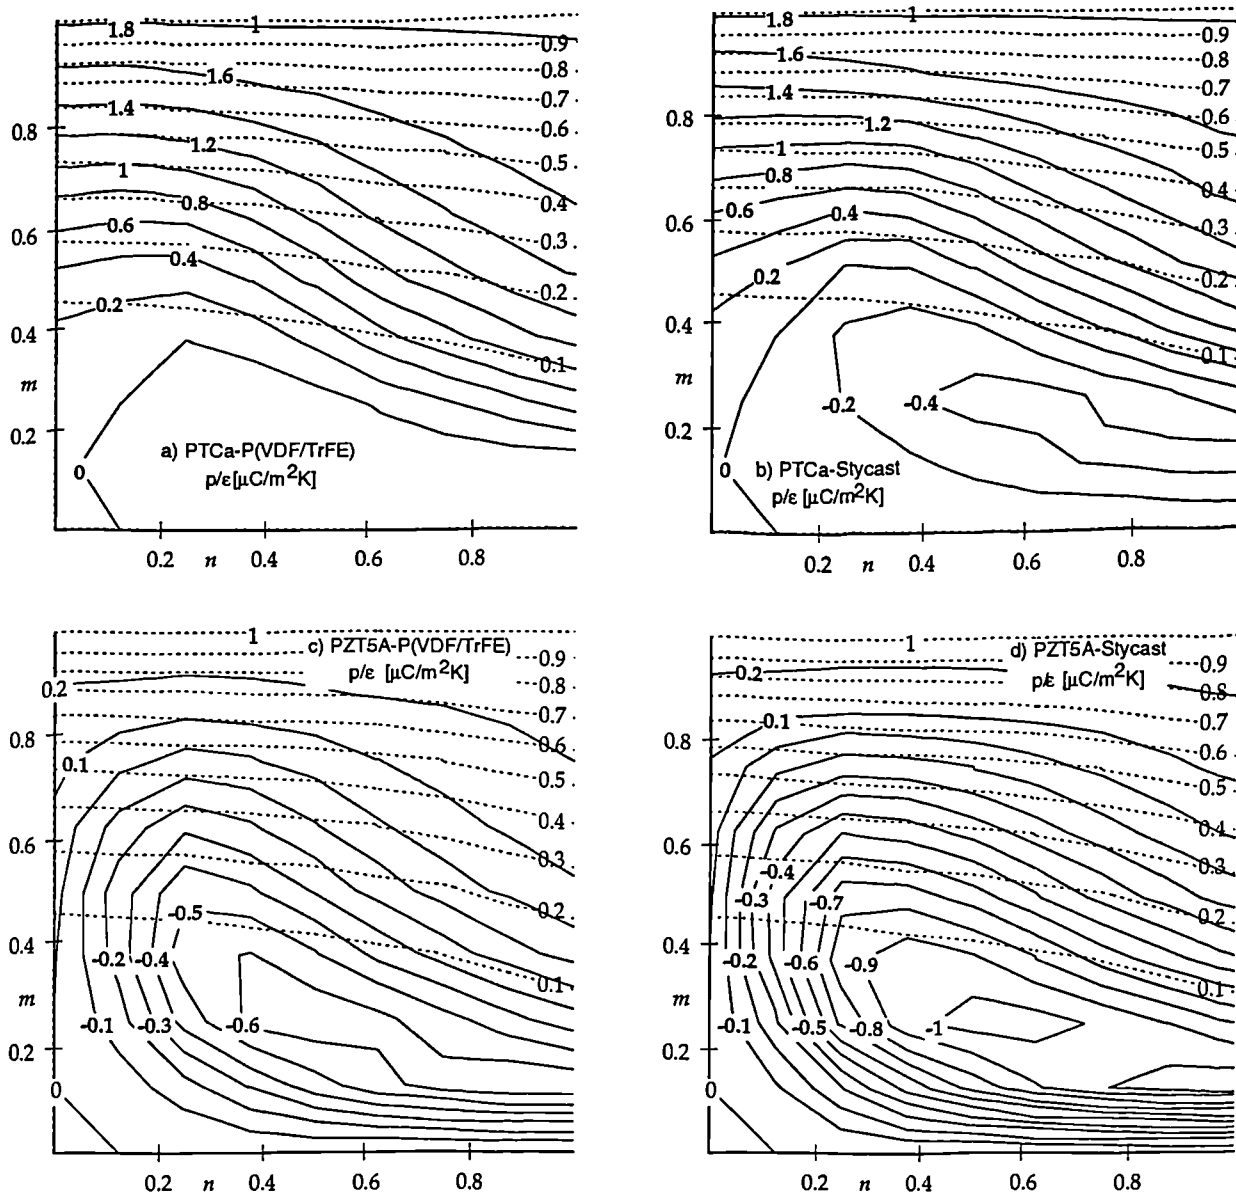 1.8 1 0.9
1.6 0.8
1.4 0.7
0.8 1.2 0.6
1 0.5
0.8 0.4
0.6 0.6 0.3
0.4 0.2
0.4 0.2 0.1
m
0.2
0
a) PTCa-P(VDF/TrFE)
p/ε[µC/m²K]
0.2 n 0.4 0.6 0.8
1.8 1 0.9
1.6 0.8
1.4 0.7
0.8 1.2 0.6
1 0.5
0.8 0.4
0.6 0.6 0.4 0.3
0.2 0.2
0.4 0.1
m
0.2 -0.2 -0.4
0
b) PTCa-Stycast
p/ε [µC/m²K]
0.2 n 0.4 0.6 0.8
1
c) PZT5A-P(VDF/TrFE)
p/ε [µC/m²K]
0.9
0.2 0.8
0.7
0.8 0.6
0.1 0.5
0.4
0.6 0.3
-0.5 0.2
0.4 -0.2 -0.4 0.1
m
-0.1 -0.3 -0.6
0.2
0
0.2 n 0.4 0.6 0.8
1
d) PZT5A-Stycast
p/ε [µC/m²K]
0.9
0.2 0.8
0.1 0.7
0.8 0.6
0.5
0.4
0.6 -0.4 0.3
-0.3 -0.7 0.2
0.4 -0.2 -0.6 -0.9 0.1
m
-0.1 -0.5 -0.8 -1
0.2
0
0.2 n 0.4 0.6 0.8